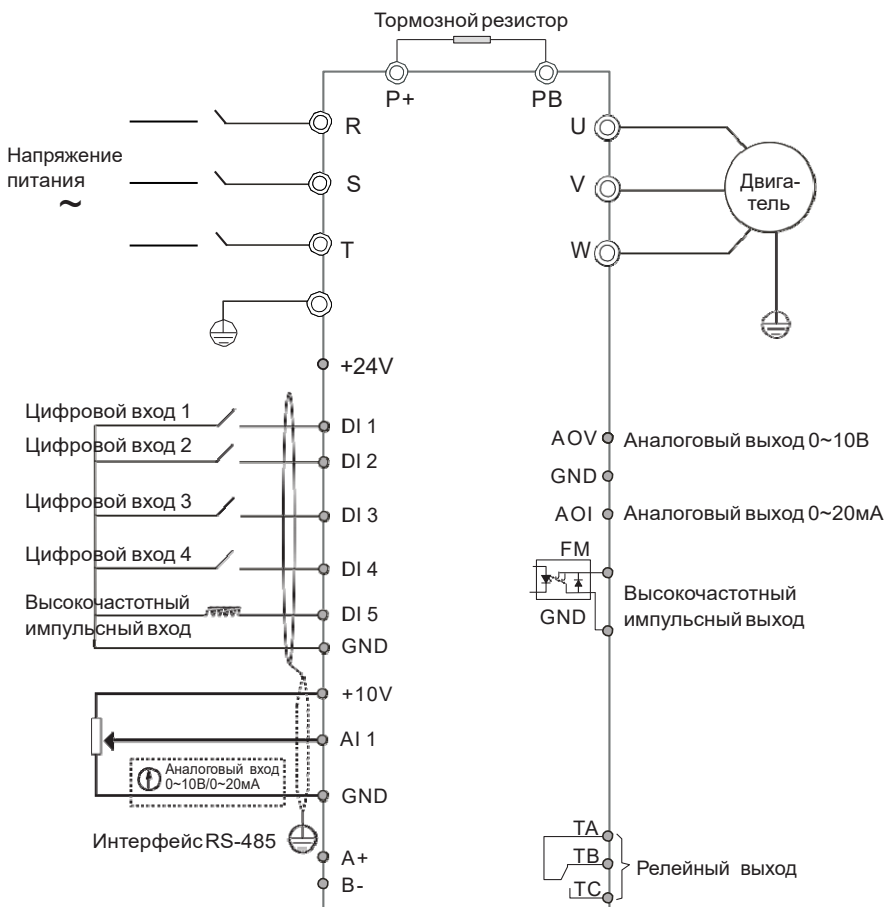 Тормозной резистор
P+
PB
R
Напряжение
питания
~
S
T
U
V
W
Двига-
тель
+24V
Цифровой вход 1
DI 1
Цифровой вход 2
DI 2
Цифровой вход 3
DI 3
Цифровой вход 4
DI 4
Высокочастотный
импульсный вход
DI 5
GND
+10V
AI 1
Аналоговый вход
0~10В/0~20мА
GND
Интерфейс RS-485
A+
B-
AOV
Аналоговый выход 0~10В
GND
AOI
Аналоговый выход 0~20мА
FM
Высокочастотный
импульсный выход
GND
TA
TB
Релейный выход
TC